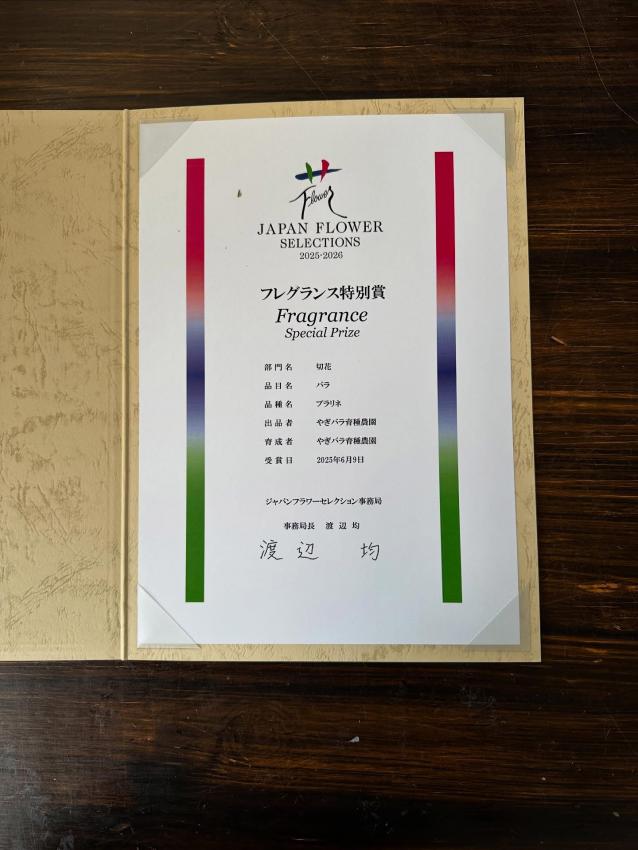 Flower
JAPAN FLOWER
SELECTIONS
2025-2026
フレグランス特別賞
Fragrance
Special Prize
部門名 切花
品目名 バラ
品種名 プラリネ
出品者 やぎバラ育種農園
育成者 やぎバラ育種農園
受賞日 2025年6月9日
ジャパンフラワー・セレクション事務局
事務局長 渡辺 均
渡辺 均